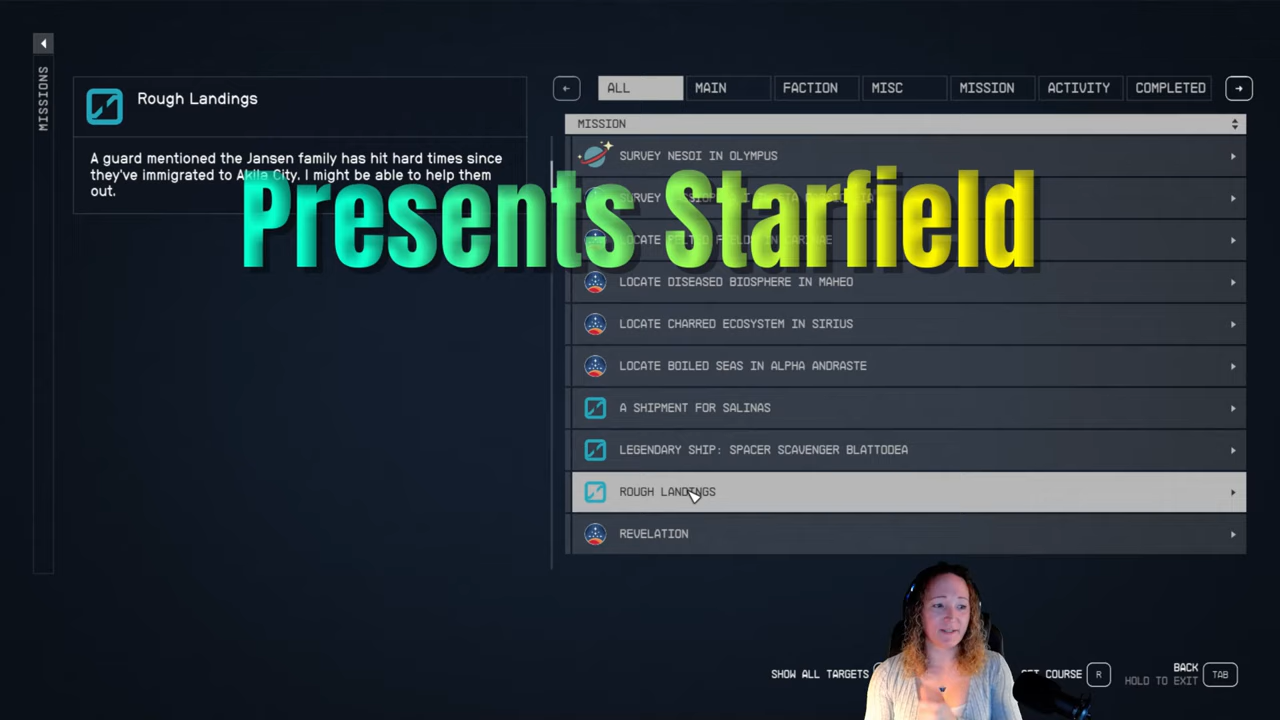 MISSIONS
Rough Landings
A guard mentioned the Jansen family has hit hard times since
they've immigrated to Akila City. I might be able to help them
out.
ALL
MAIN
FACTION
MISC
MISSION
ACTIVITY
COMPLETED
MISSION
SURVEY NESOI IN OLYMPUS
Presents Starfield
SURVEY
LOCATE
LOCATE DISEASED BIOSPHERE IN MAHEO
LOCATE CHARRED ECOSYSTEM IN SIRIUS
LOCATE BOILED SEAS IN ALPHA ANDRASTE
A SHIPMENT FOR SALINAS
LEGENDARY SHIP: SPACER SCAVENGER BLATTODEA
ROUGH LANDINGS
REVELATION
SHOW ALL TARGETS
COURSE R
BACK
HOLD TO EXIT
TAB